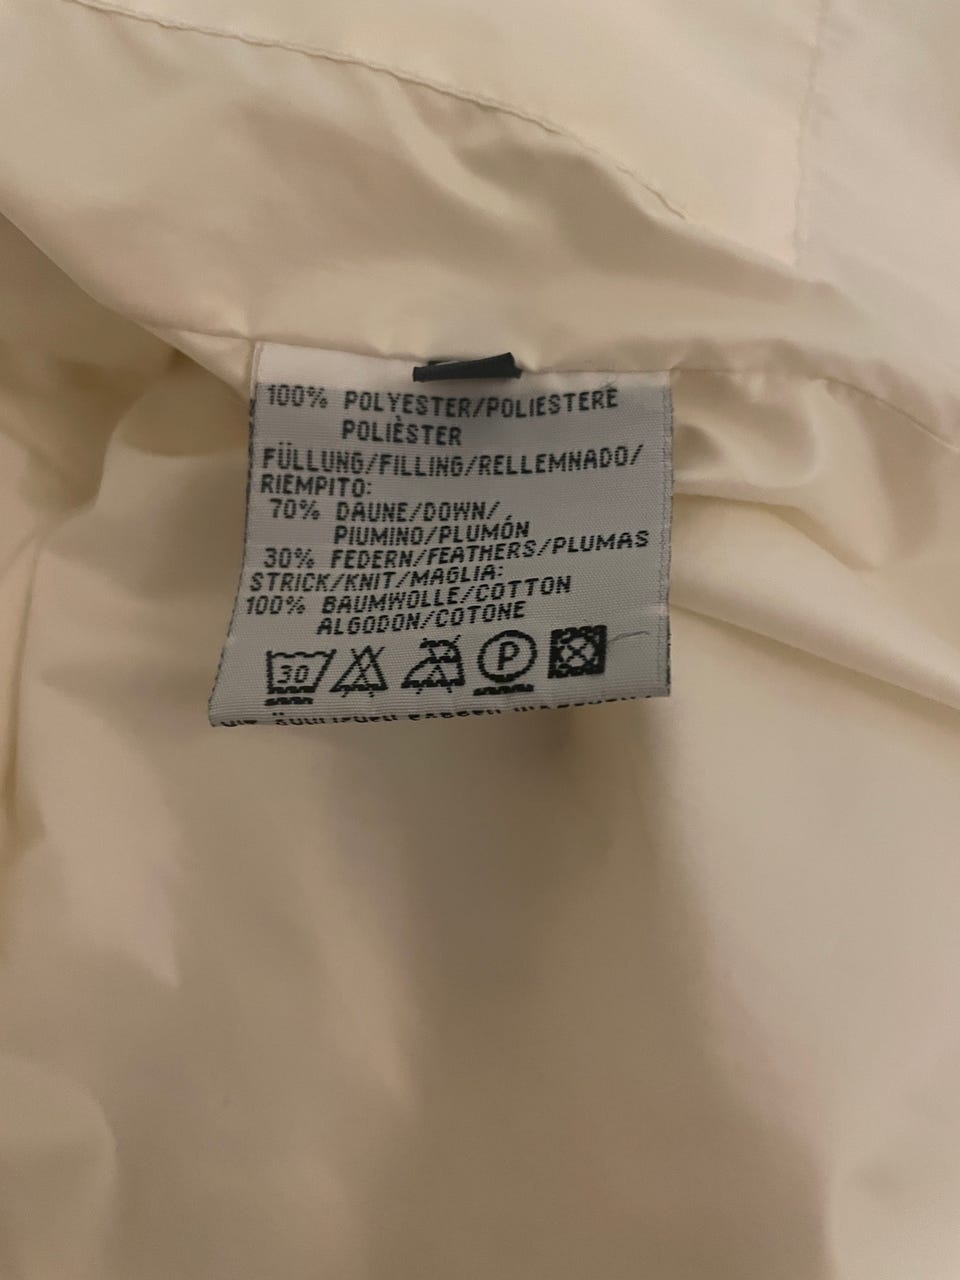 100% POLYESTER/POLIESTERE
POLIÈSTER
FÜLLUNG/FILLING/RELLEMNADO/
RIEMPITO:
70% DAUNE/DOWN/
PIUMINO/PLUMÓN
30% FEDERN/FEATHERS/PLUMAS
STRICK/KNIT/MAGLIA:
100% BAUMWOLLE/COTTON
ALGODON/COTONE
30 P